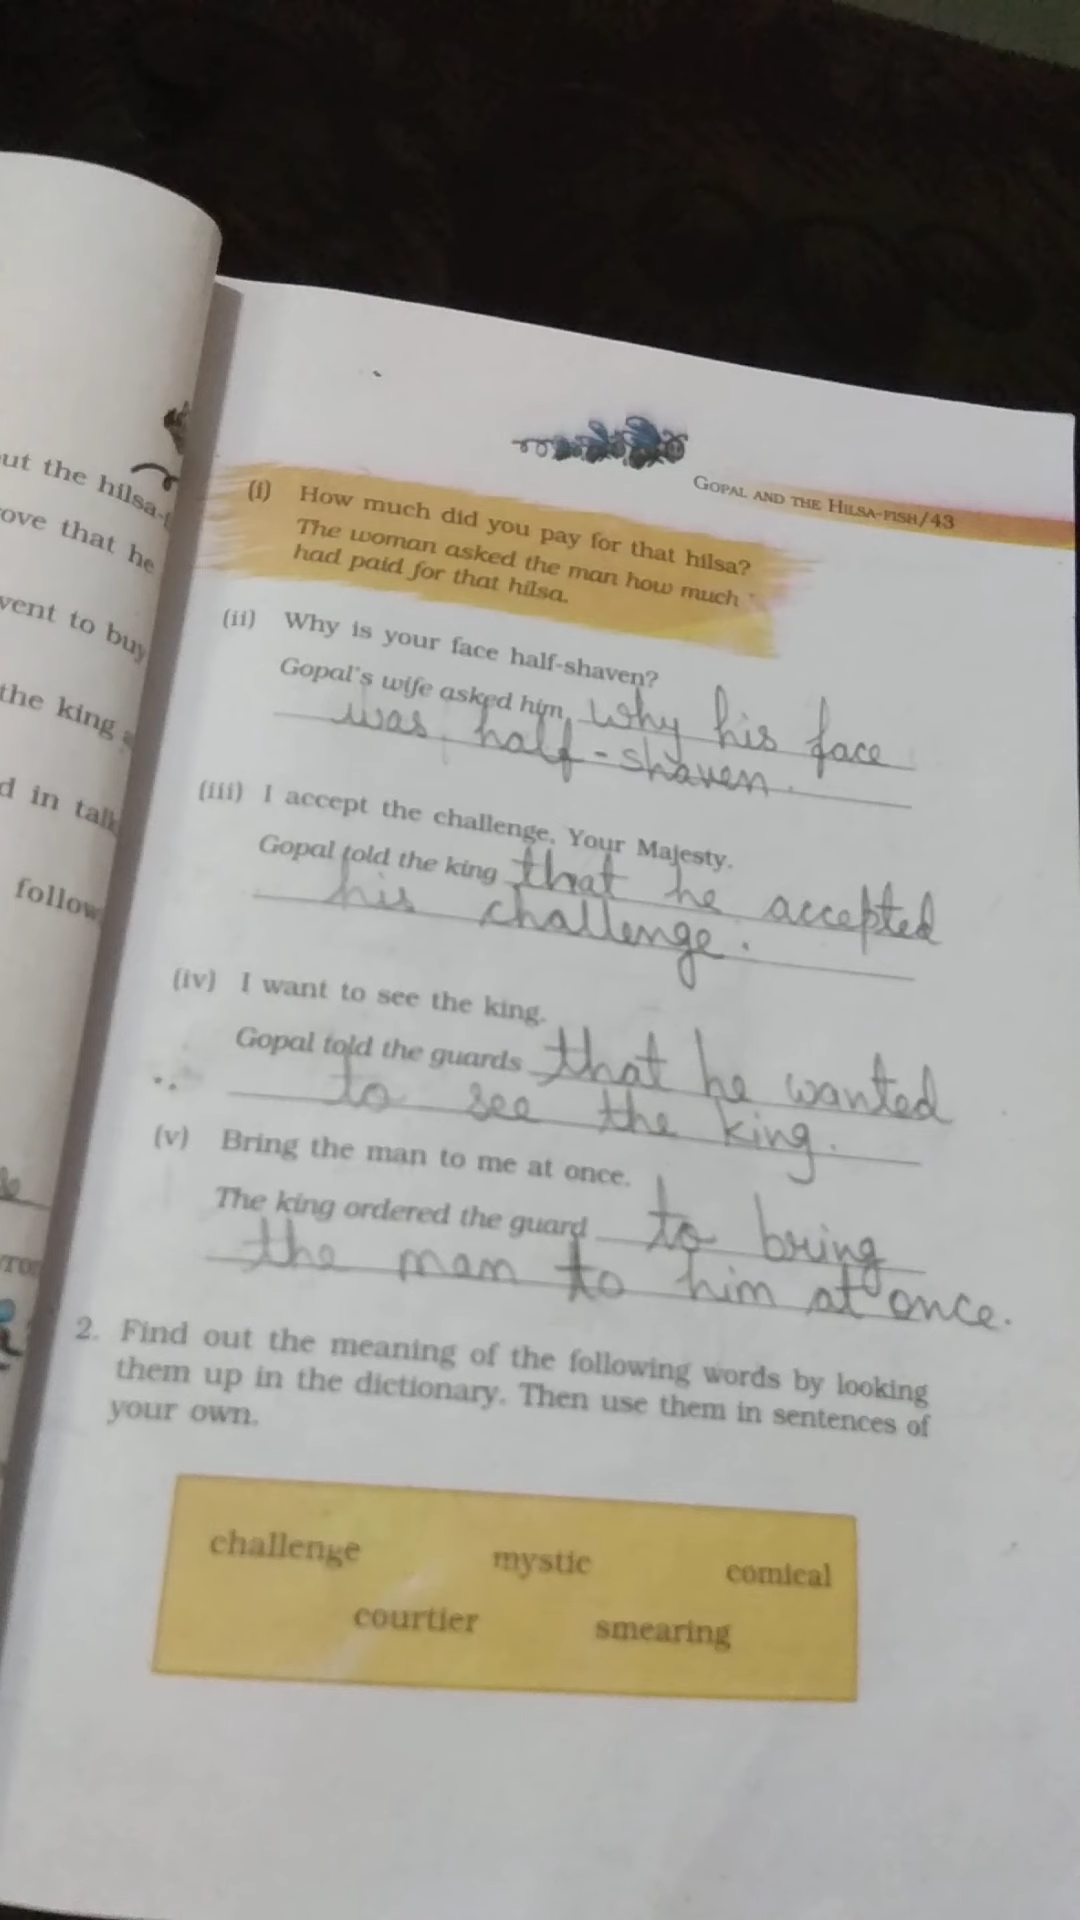 GOPAL AND THE HILSA-FISH/43
(i) How much did you pay for that hilsa?
The woman asked the man how much
had paid for that hilsa.
(ii) Why is your face half-shaven?
Gopal's wife asked him, why his face
was half-shaven.
(iii) I accept the challenge, Your Majesty.
Gopal told the king that he accepted
his challenge.
(iv) I want to see the king.
Gopal told the guards that he wanted
to see the king.
(v) Bring the man to me at once.
The king ordered the guard to bring
the man to him at once.
2. Find out the meaning of the following words by looking
them up in the dictionary. Then use them in sentences of
your own.
challenge mystic comical
courtier smearing
ut the hilsa-f
ove that he
vent to buy
the king
d in talk
follow